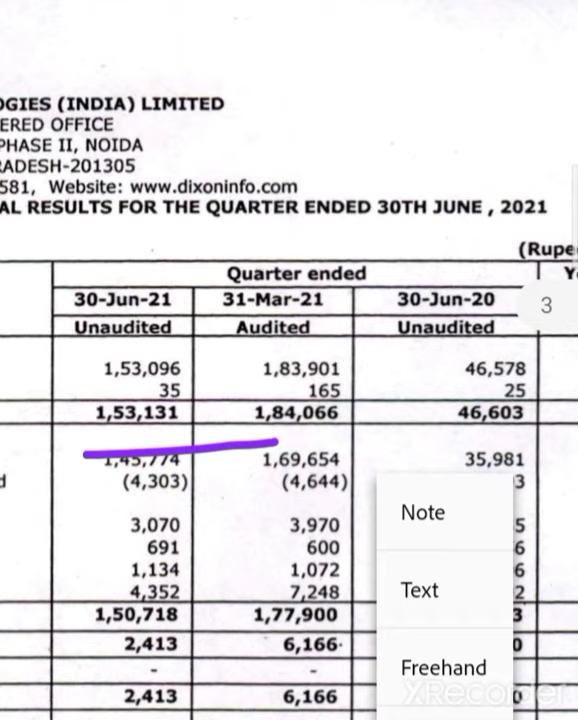 OGIES (INDIA) LIMITED
ERED OFFICE
PHASE II, NOIDA
RADESH-201305
581, Website: www.dixoninfo.com
AL RESULTS FOR THE QUARTER ENDED 30TH JUNE , 2021
(Rupe
Quarter ended Y
30-Jun-21 31-Mar-21 30-Jun-20 3
Unaudited Audited Unaudited
1,53,096 1,83,901 46,578
35 165 25
1,53,131 1,84,066 46,603
1,45,774 1,69,654 35,981
d (4,303) (4,644) 3
Note
3,070 3,970 5
691 600 6
1,134 1,072 6
Text
4,352 7,248 2
1,50,718 1,77,900 3
2,413 6,166 0
Freehand
- -
2,413 6,166 0
XRecorder